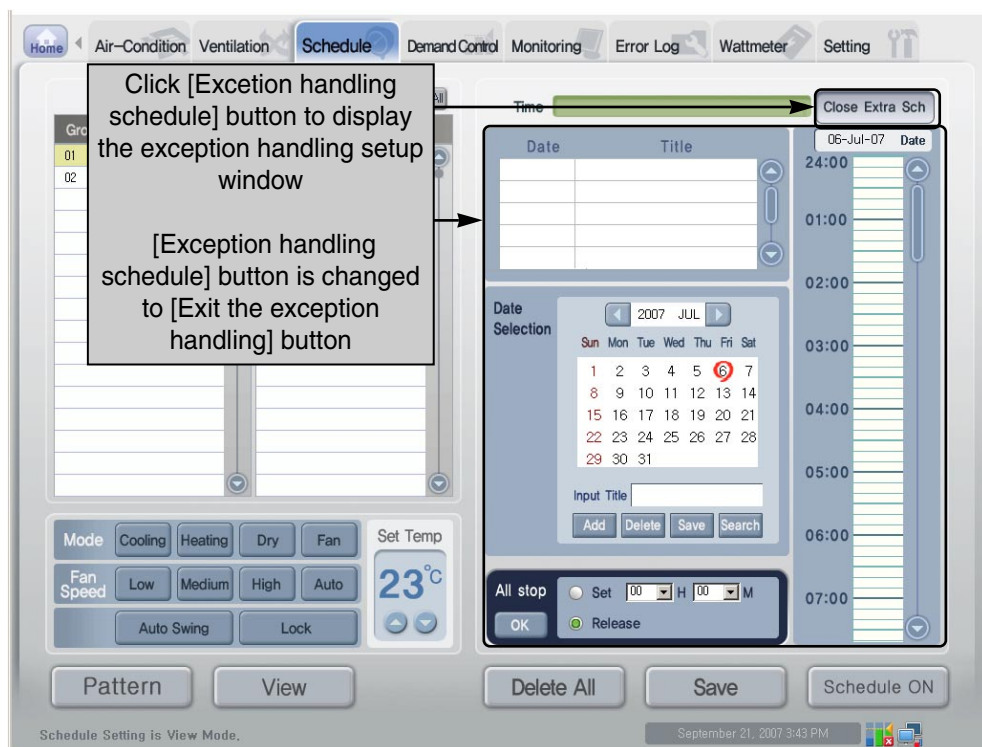 Home Air-Condition Ventilation Schedule Demand Control Monitoring Error Log Wattmeter Setting
Click [Excetion handling
schedule] button to display
the exception handling setup
window
[Exception handling
schedule] button is changed
to [Exit the exception
handling] button
All
Gro
01
02
Time
Close Extra Sch
Date Title
06-Jul-07 Date
24:00
01:00
02:00
03:00
04:00
05:00
06:00
07:00
Date
Selection
2007 JUL
Sun Mon Tue Wed Thu Fri Sat
1 2 3 4 5 6 7
8 9 10 11 12 13 14
15 16 17 18 19 20 21
22 23 24 25 26 27 28
29 30 31
Input Title
Add Delete Save Search
Mode Cooling Heating Dry Fan
Fan
Speed Low Medium High Auto
Auto Swing Lock
Set Temp
23°C
All stop Set 00 H 00 M
OK Release
Pattern View Delete All Save Schedule ON
Schedule Setting is View Mode.
September 21, 2007 3:43 PM